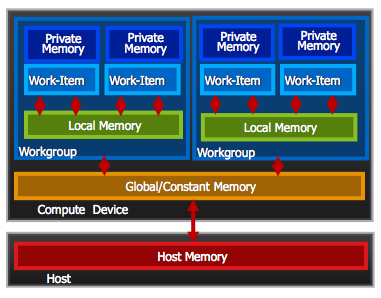 Private Memory
Private Memory
Private Memory
Private Memory
Work-Item
Work-Item
Work-Item
Work-Item
Local Memory
Local Memory
Workgroup
Workgroup
Global/Constant Memory
Compute Device
Host Memory
Host